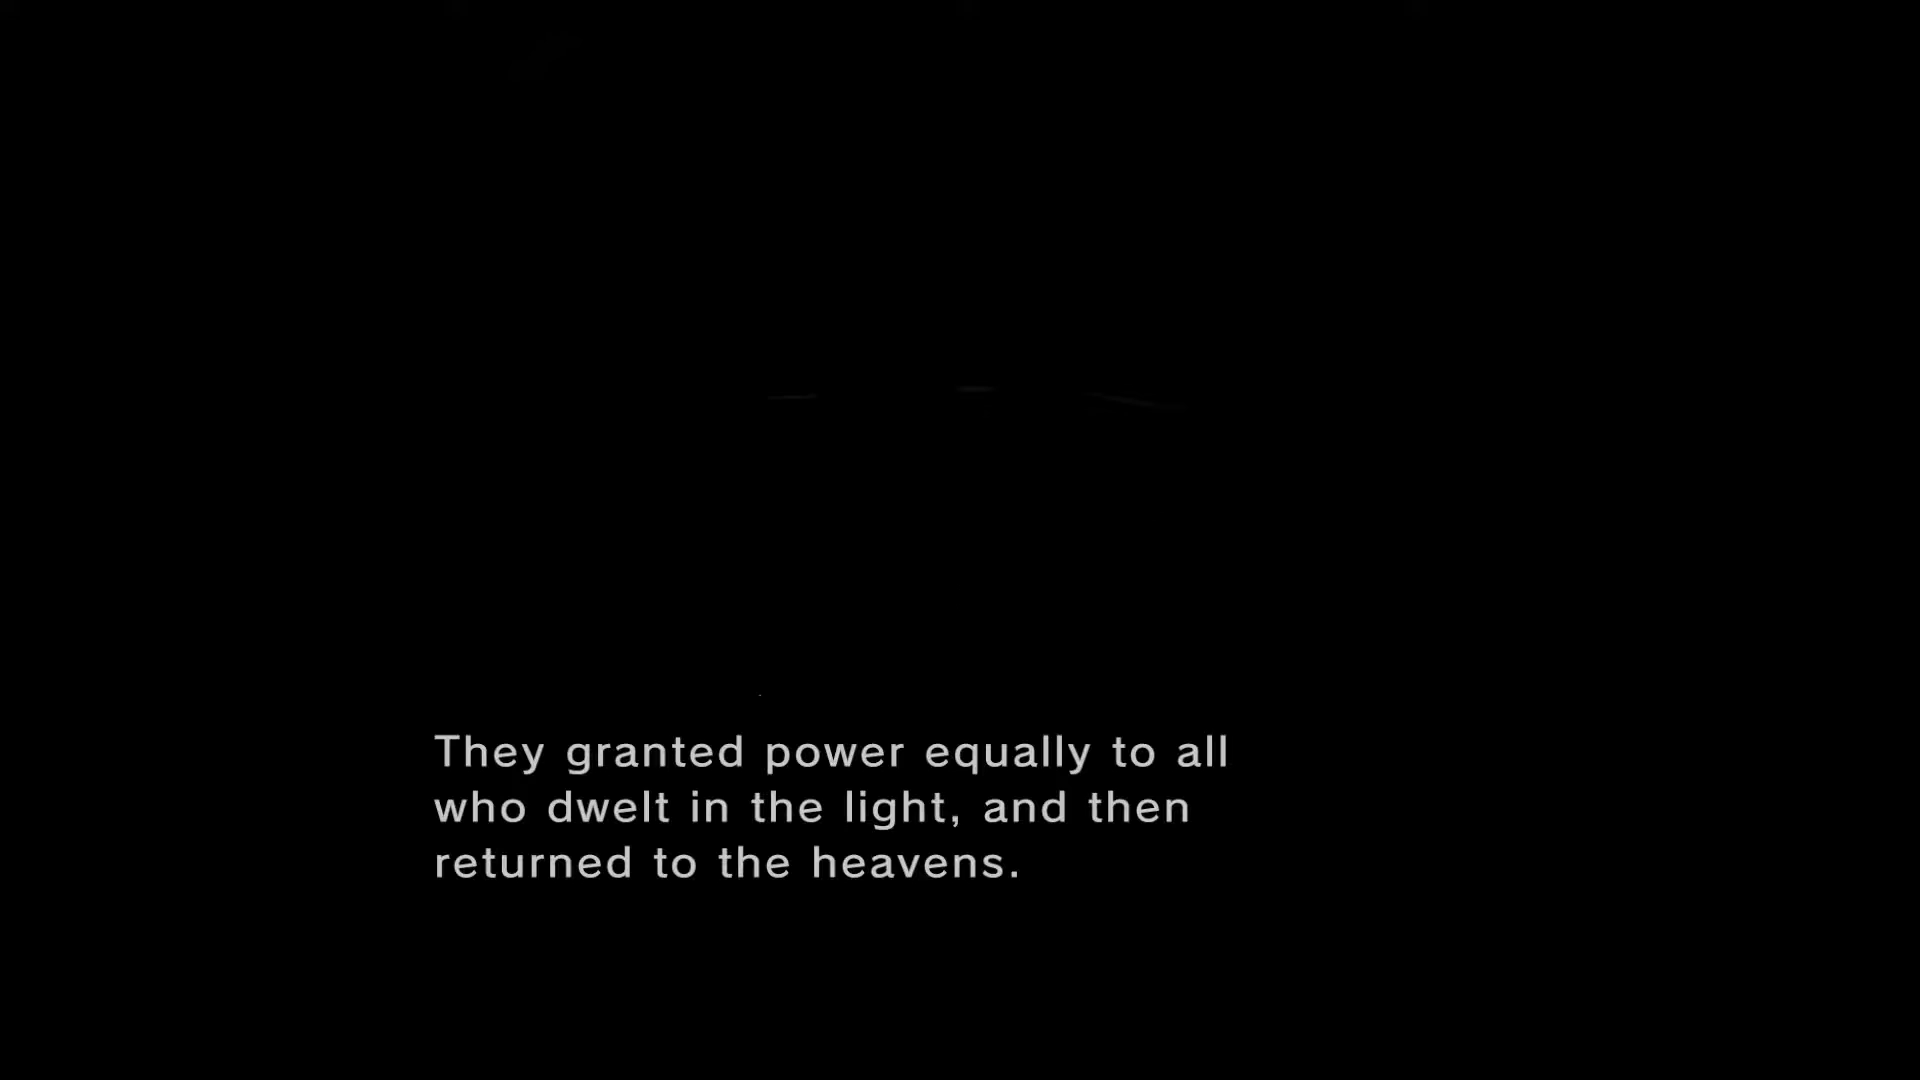 They granted power equally to all
who dwelt in the light, and then
returned to the heavens.